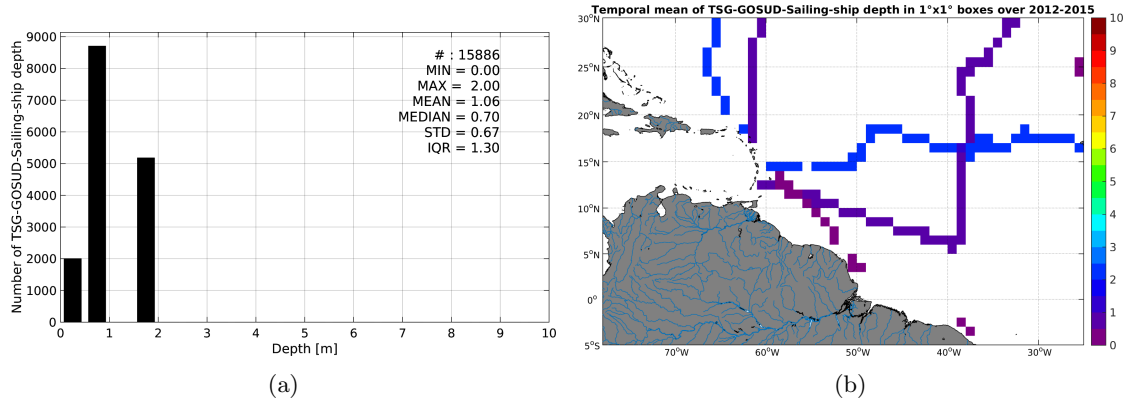 Number of TSG-GOSUD-Sailing-ship depth
9000
8000
7000
6000
5000
4000
3000
2000
1000
0
# : 15886
MIN = 0.00
MAX = 2.00
MEAN = 1.06
MEDIAN = 0.70
STD = 0.67
IQR = 1.30
0 1 2 3 4 5 6 7 8 9 10
Depth [m]
(a)
Temporal mean of TSG-GOSUD-Sailing-ship depth in 1°x1° boxes over 2012-2015
30°N
25°N
20°N
15°N
10°N
5°N
0°
5°S
70°W 60°W 50°W 40°W 30°W
10
9
8
7
6
5
4
3
2
1
0
(b)